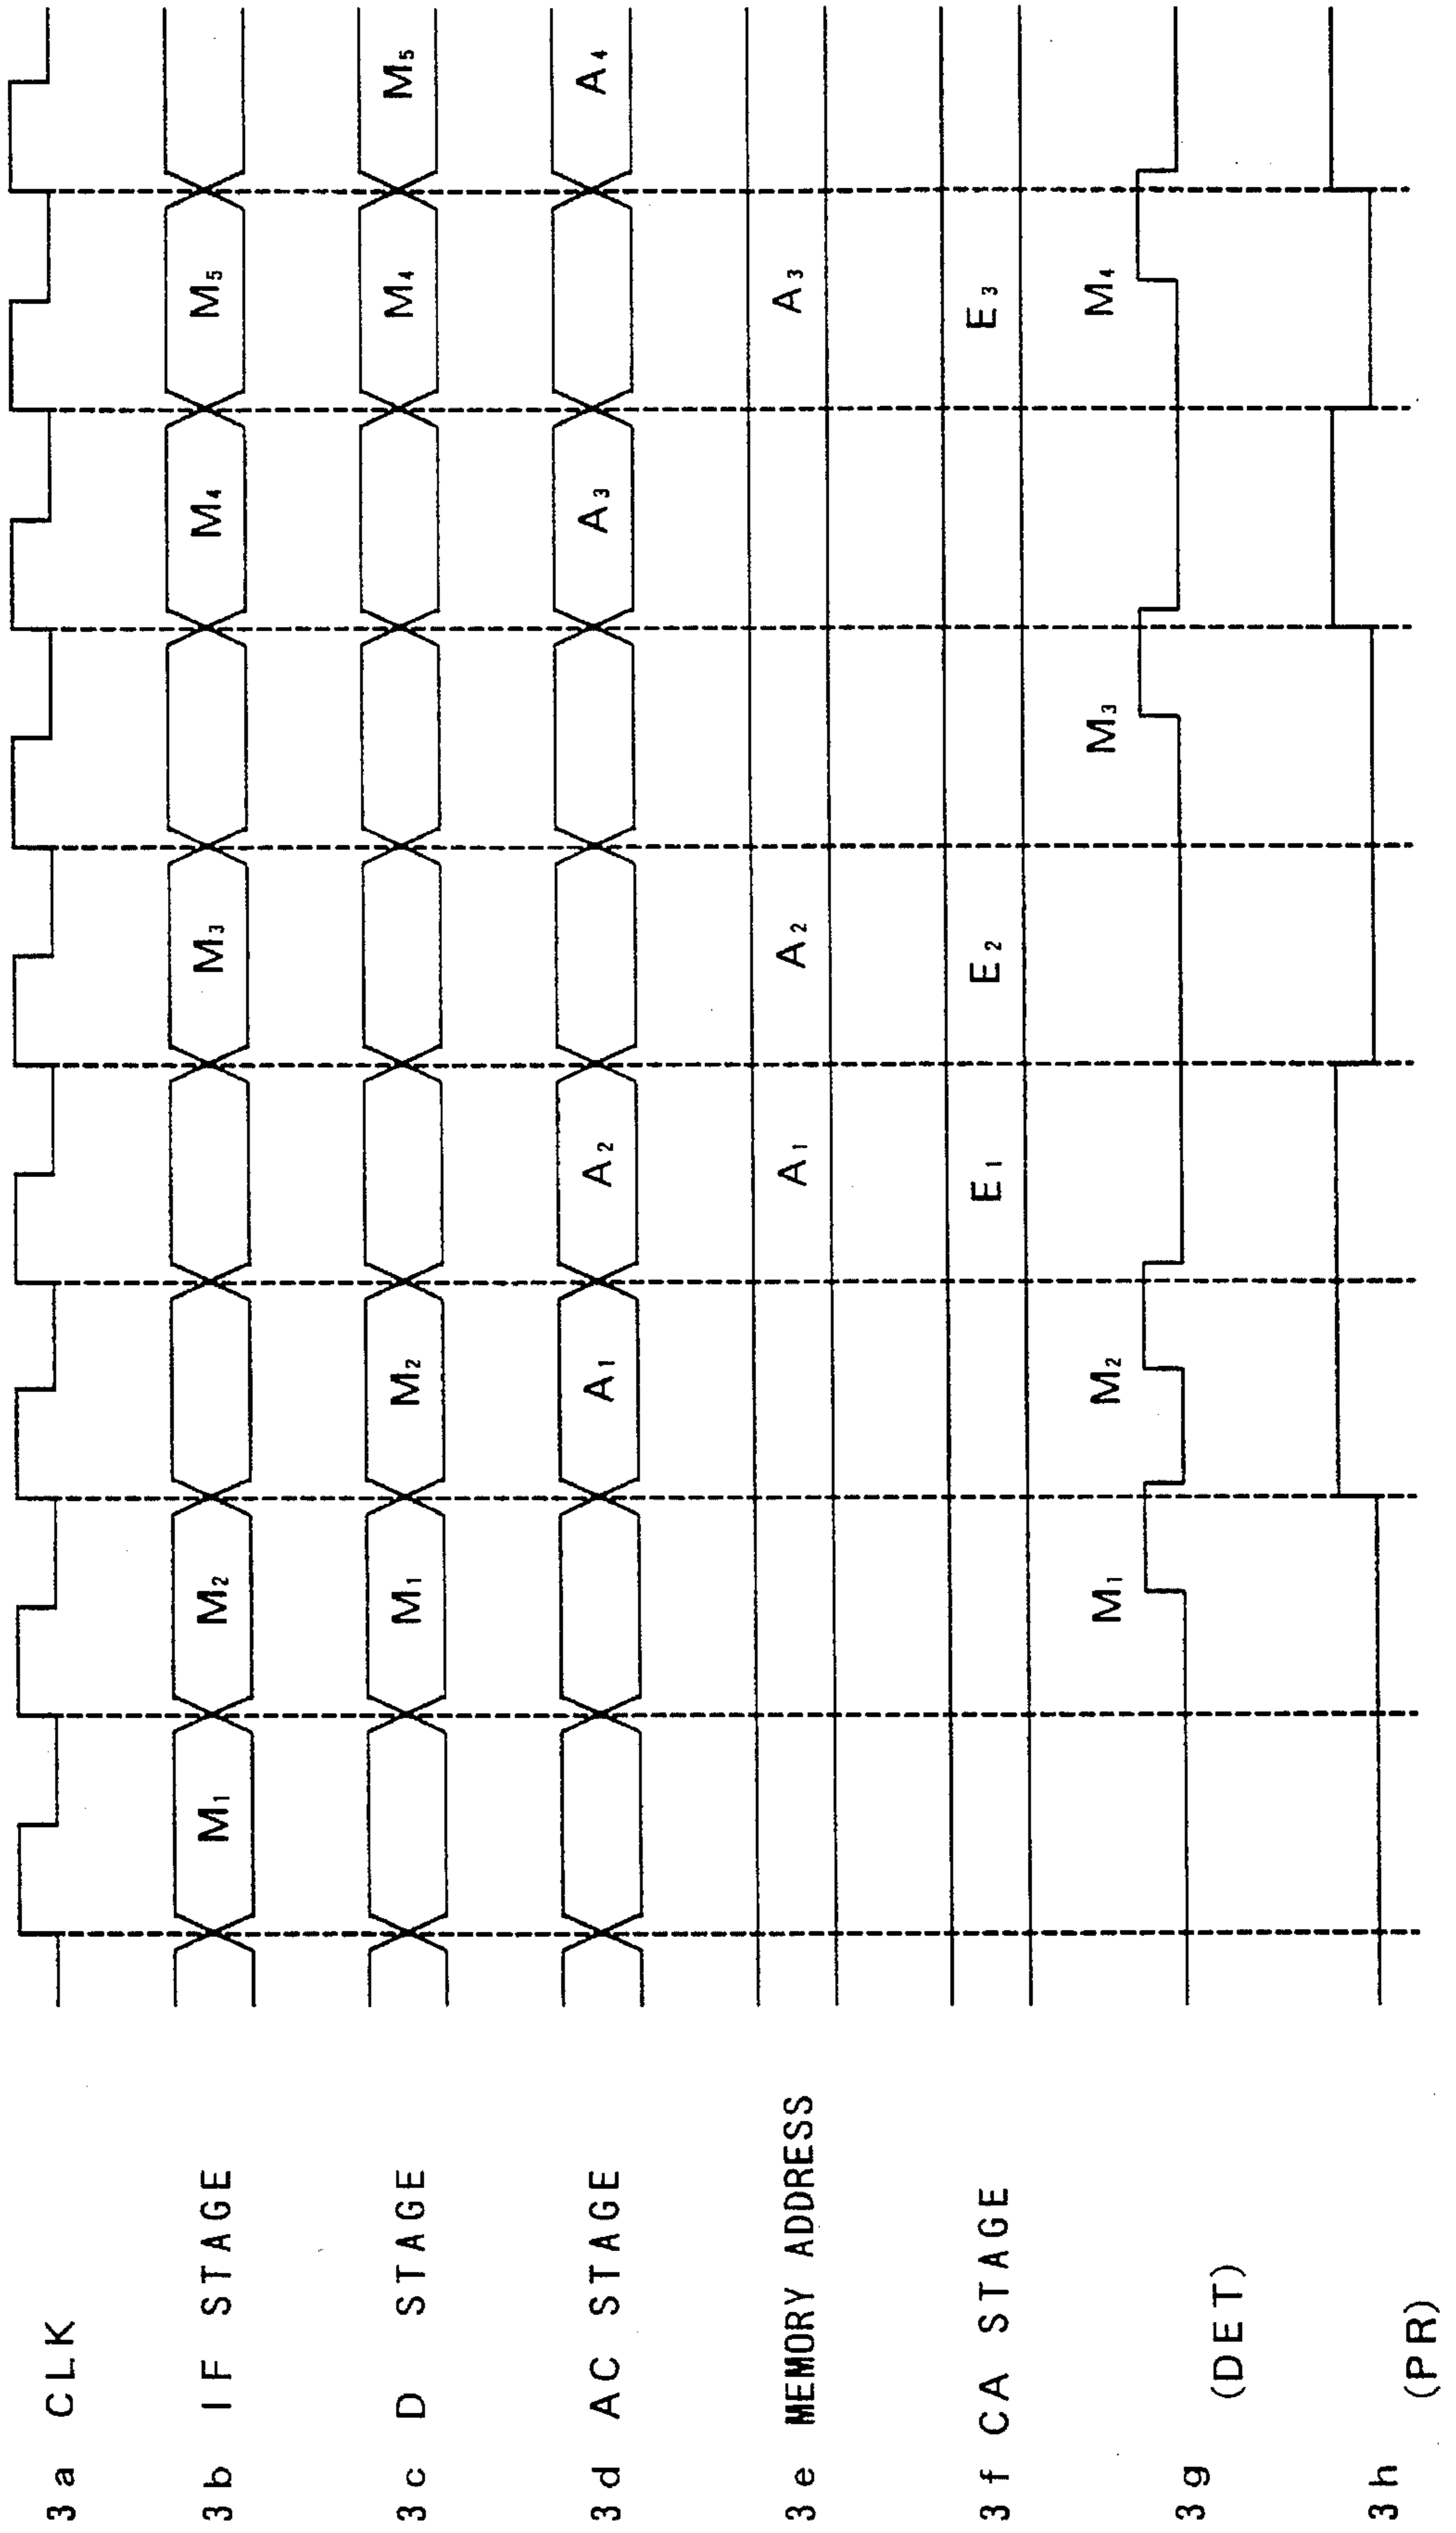 3a CLK
3b IF STAGE M1 M2 M3 M4 M5
3c D STAGE M1 M2 M4 M5
3d AC STAGE A1 A2 A3 A4
3e MEMORY ADDRESS A1 A2 A3
3f CA STAGE E1 E2 E3
3g (DET) M1 M2 M3 M4
3h (PR)